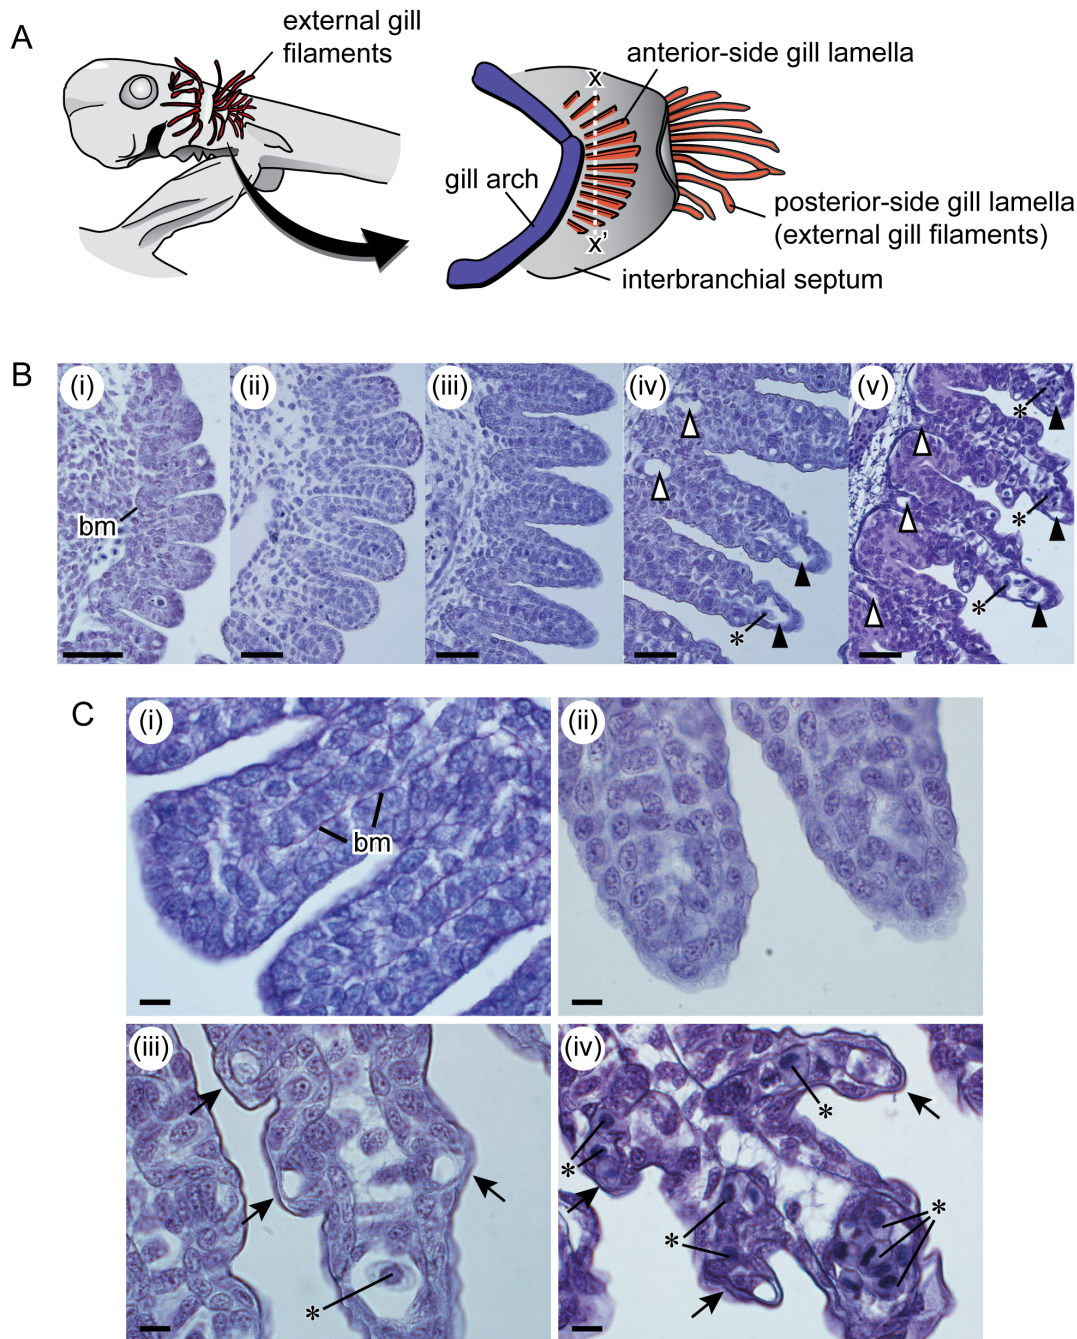 A
external gill
filaments
anterior-side gill lamella
x
gill arch
posterior-side gill lamella
(external gill filaments)
x'
interbranchial septum
B
(i)
(ii)
(iii)
(iv)
(v)
bm
*
*
*
*
C
(i)
(ii)
bm
(iii)
(iv)
*
*
*
*
*